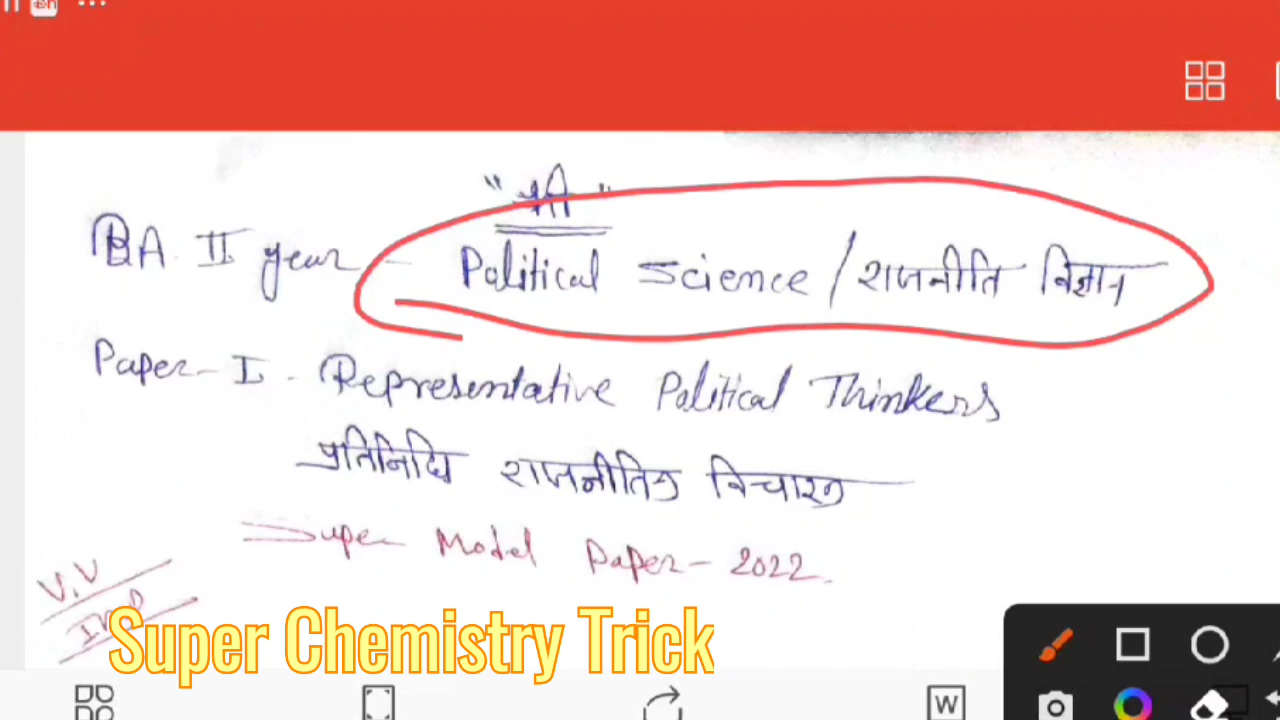 "श्री"
BA. II year - Political Science / राजनीति विज्ञान
Paper - I. Representative Political Thinkers
प्रतिनिधि राजनीतिक विचारक
Super Model Paper - 2022.
V.V
IMP
Super Chemistry Trick
W